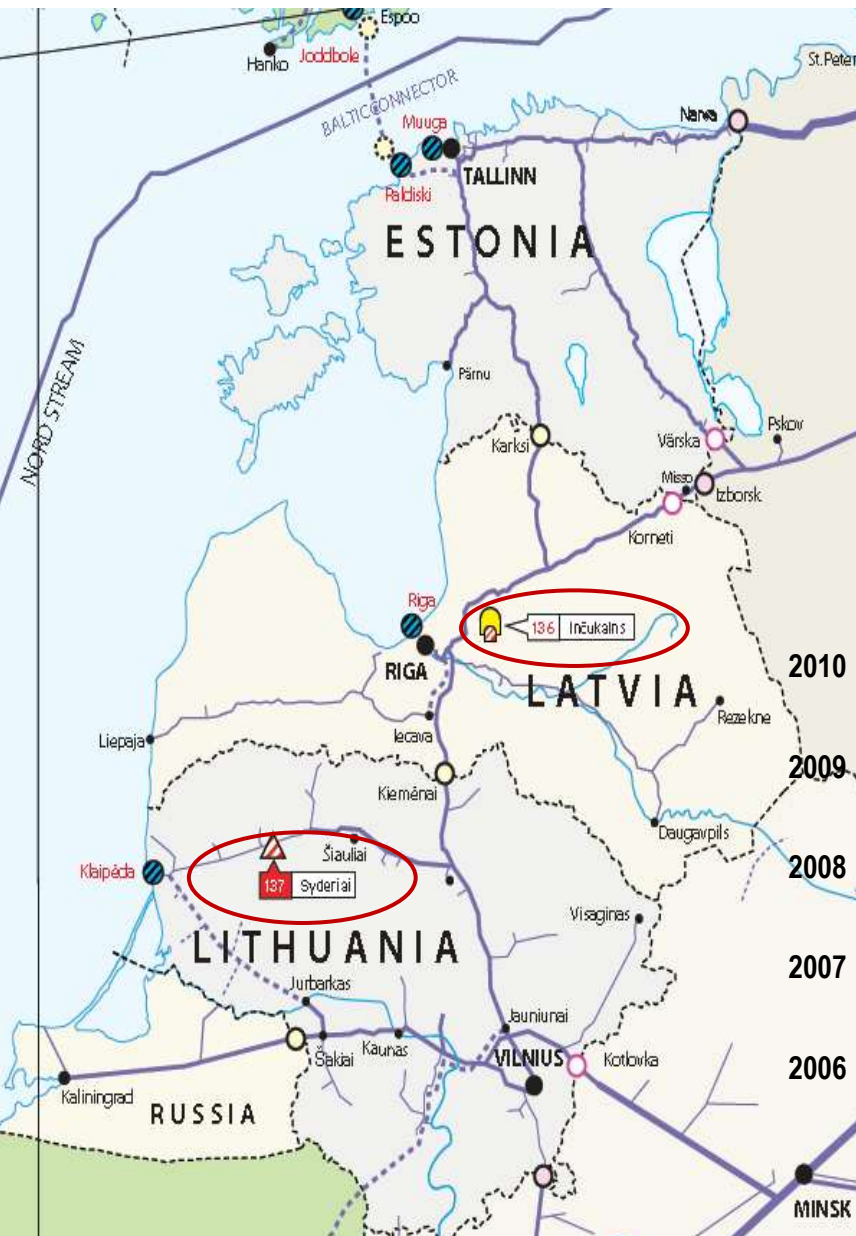 Espoo
Hanko
Joddbole
St. Peter
BALTICCONNECTOR
Narva
Muuga
TALLINN
Paldiski
ESTONIA
NORD STREAM
Pärnu
Karksi
Värska
Pskov
Misso
Izborsk
Korneti
Riga
136 Inčukalns
RIGA
LATVIA
2010
Rezekne
Iecava
Liepaja
2009
Kiemėnai
Daugavpils
Šiauliai
2008
Klaipėda
137 Syderiai
Visaginas
LITHUANIA
2007
Jurbarkas
Jauniunai
Šakiai
Kaunas
VILNIUS
Kotlovka
2006
Kaliningrad
RUSSIA
MINSK